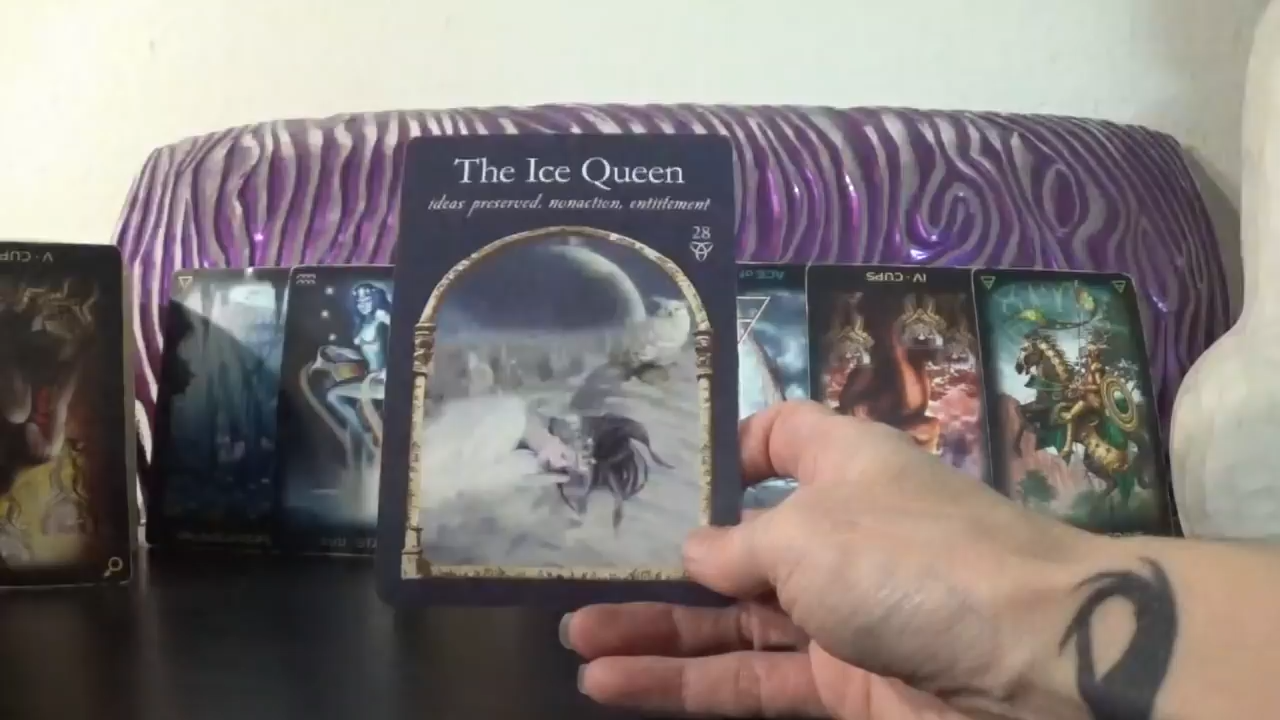 The Ice Queen
ideas preserved, nonaction, entitlement
28
V · CUPS
ACE of
IV · CUPS